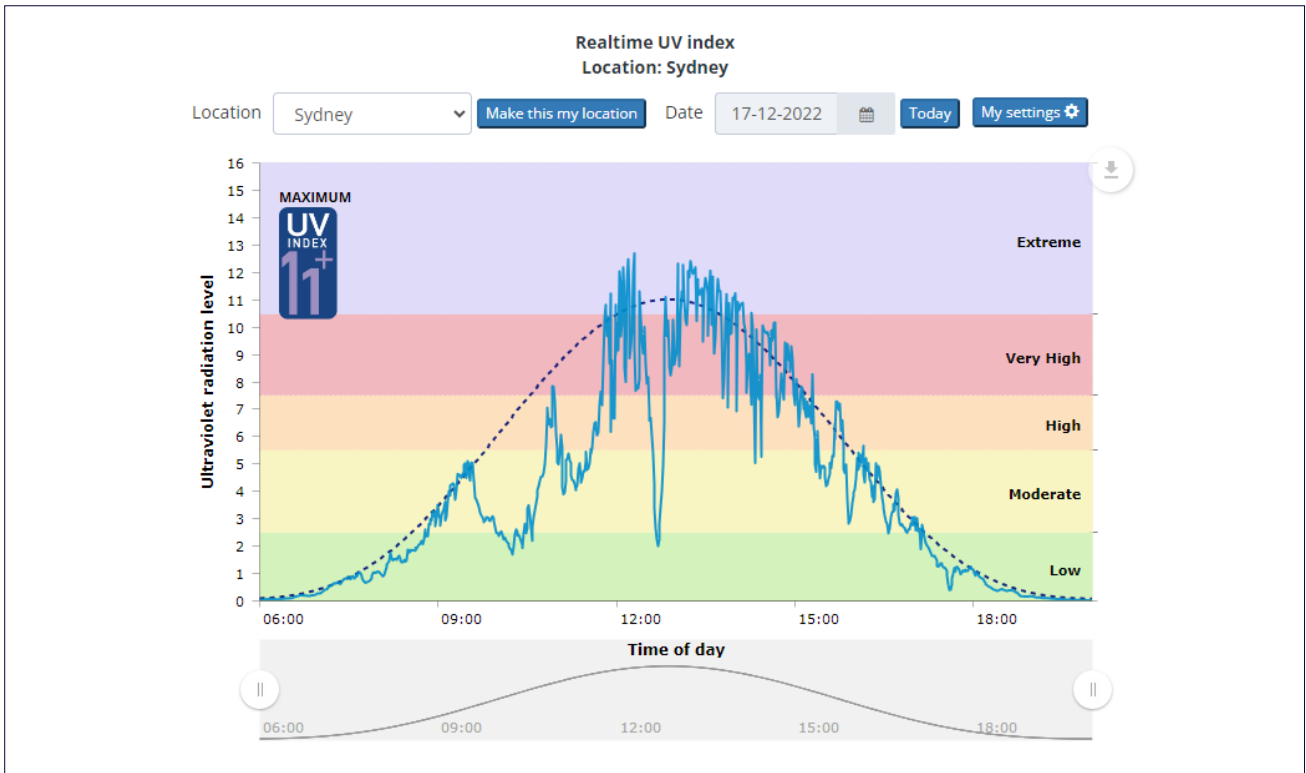 Realtime UV index
Location: Sydney
Location Sydney Make this my location Date 17-12-2022 Today My settings
16
15
14
13
12
11
10
9
8
7
6
5
4
3
2
1
0
Ultraviolet radiation level
MAXIMUM
UV
INDEX
11+
Extreme
Very High
High
Moderate
Low
06:00 09:00 12:00 15:00 18:00
Time of day
06:00 09:00 12:00 15:00 18:00